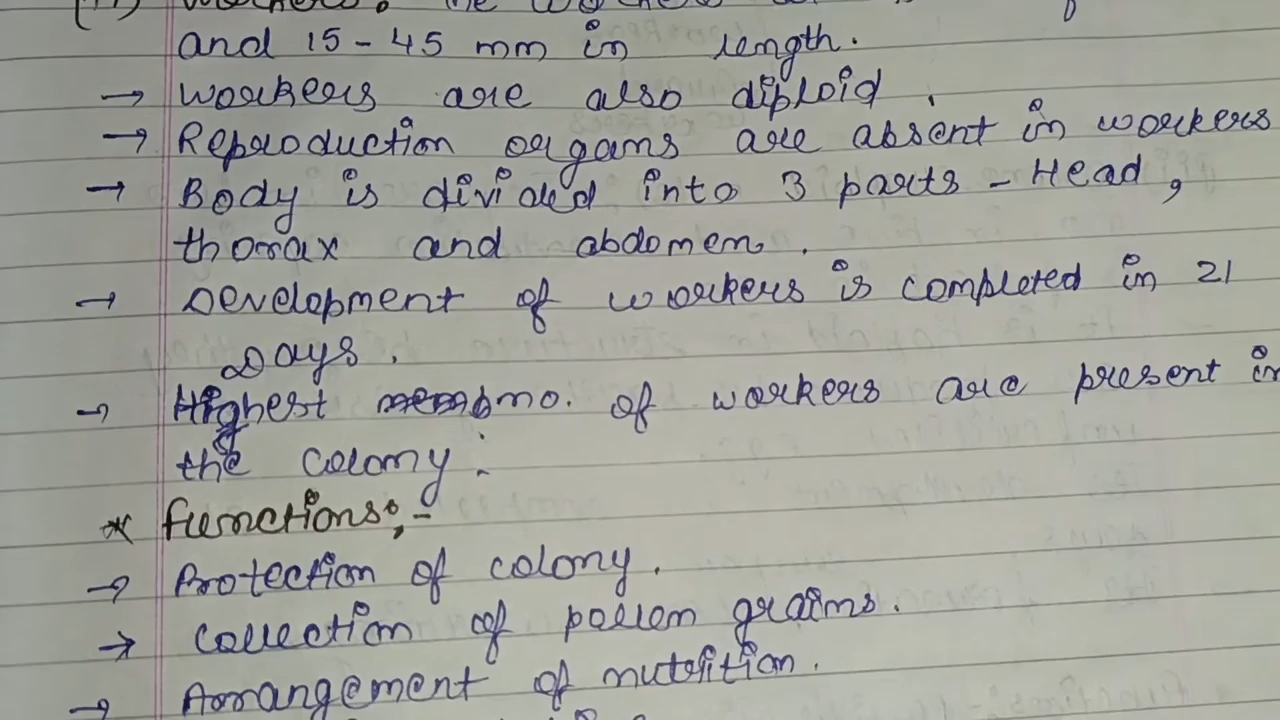 and 15-45 mm in length.
→ workers are also diploid.
→ Reproduction organs are absent in workers
→ Body is divided into 3 parts - Head,
thorax and abdomen.
→ Development of workers is completed in 21
Days.
→ Highest no. of workers are present in
the colony.
* functions:-
→ Protection of colony.
→ Collection of pollen grains.
→ Arrangement of nutrition.